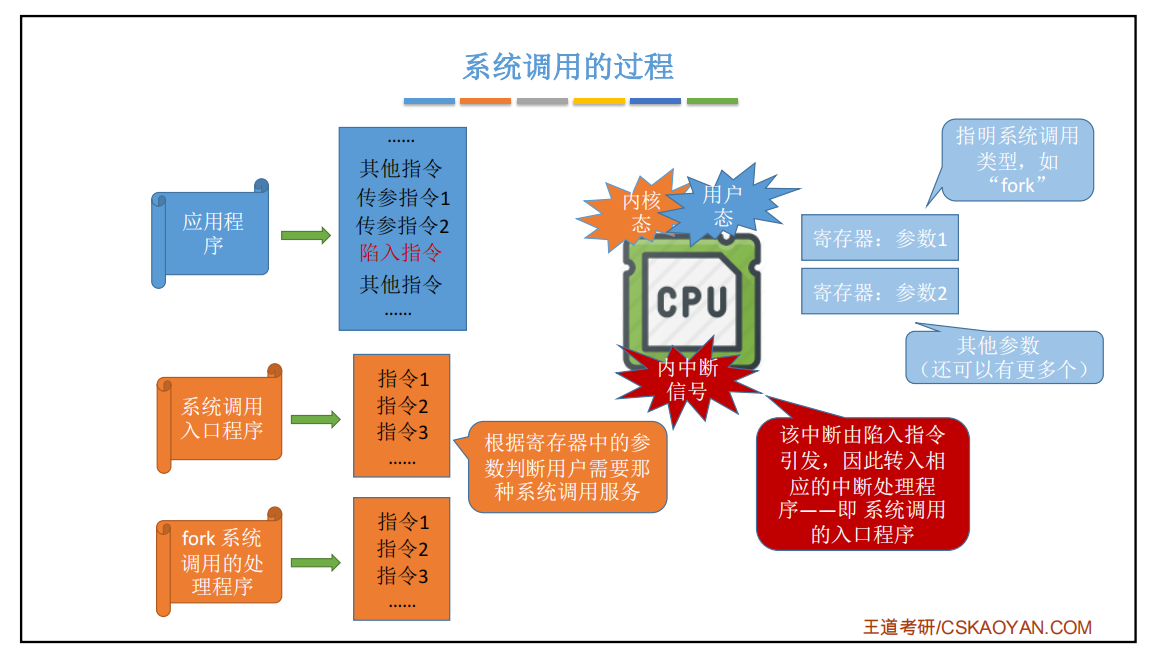 系统调用的过程
应用程
序
……
其他指令
传参指令1
传参指令2
陷入指令
其他指令
……
内核
态
用户
态
CPU
内中断
信号
指明系统调用
类型，如
“fork”
寄存器：参数1
寄存器：参数2
其他参数
（还可以有更多个）
系统调用
入口程序
指令1
指令2
指令3
……
根据寄存器中的参
数判断用户需要那
种系统调用服务
该中断由陷入指令
引发，因此转入相
应的中断处理程
序——即 系统调用
的入口程序
fork 系统
调用的处
理程序
指令1
指令2
指令3
……
王道考研/CSKAOYAN.COM